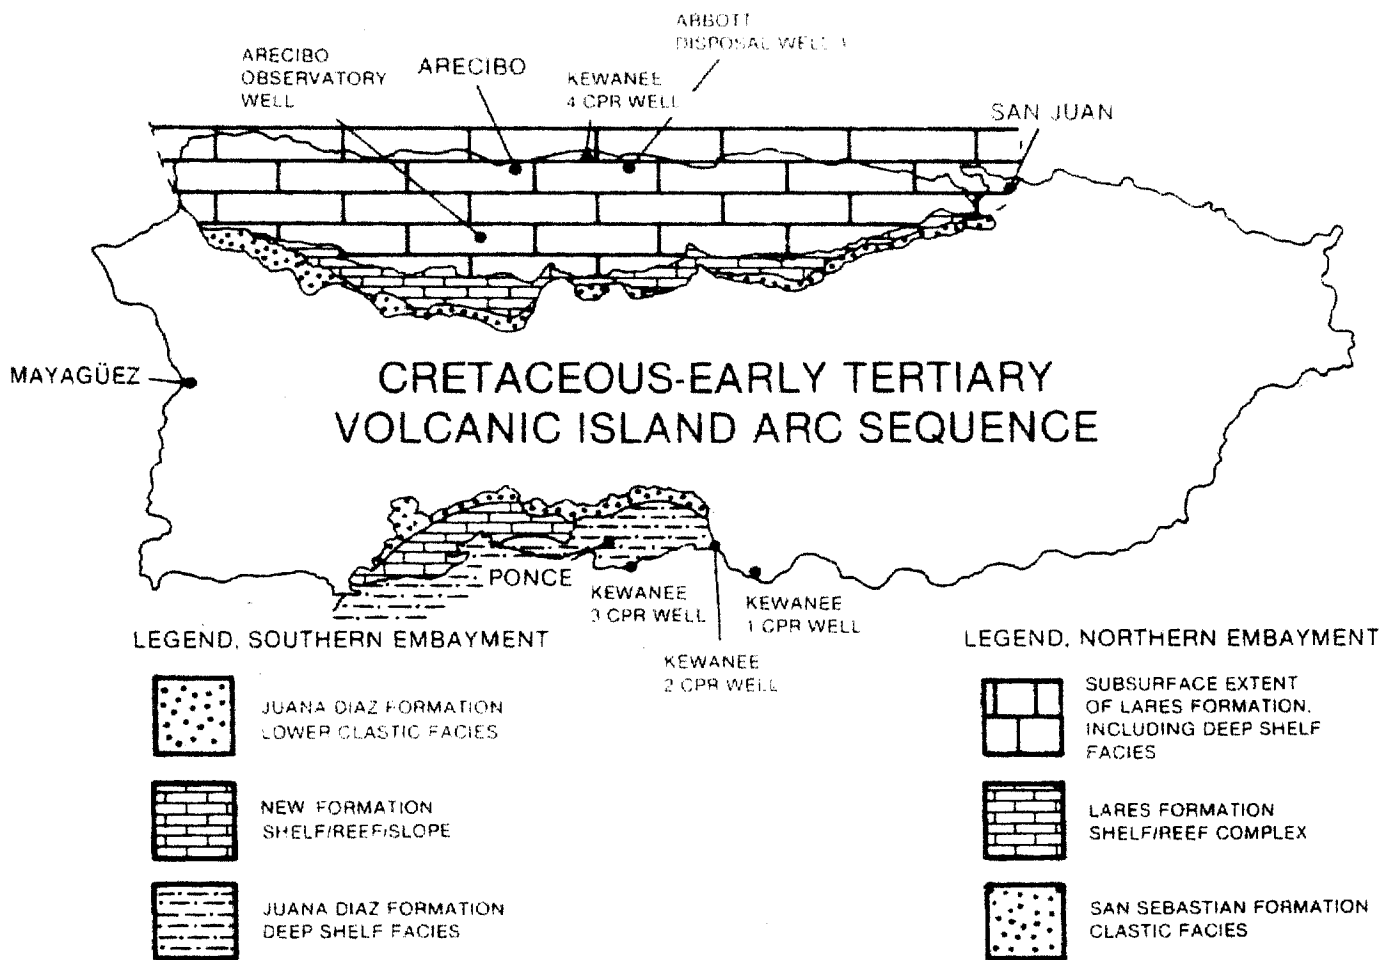 ABBOTT
DISPOSAL WELL 1
ARECIBO
OBSERVATORY
WELL
ARECIBO
KEWANEE
4 CPR WELL
SAN JUAN
MAYAGÜEZ
CRETACEOUS-EARLY TERTIARY
VOLCANIC ISLAND ARC SEQUENCE
PONCE
KEWANEE
3 CPR WELL
KEWANEE
1 CPR WELL
KEWANEE
2 CPR WELL
LEGEND, SOUTHERN EMBAYMENT
JUANA DIAZ FORMATION
LOWER CLASTIC FACIES
NEW FORMATION
SHELF/REEF/SLOPE
JUANA DIAZ FORMATION
DEEP SHELF FACIES
LEGEND, NORTHERN EMBAYMENT
SUBSURFACE EXTENT
OF LARES FORMATION,
INCLUDING DEEP SHELF
FACIES
LARES FORMATION
SHELF/REEF COMPLEX
SAN SEBASTIAN FORMATION
CLASTIC FACIES